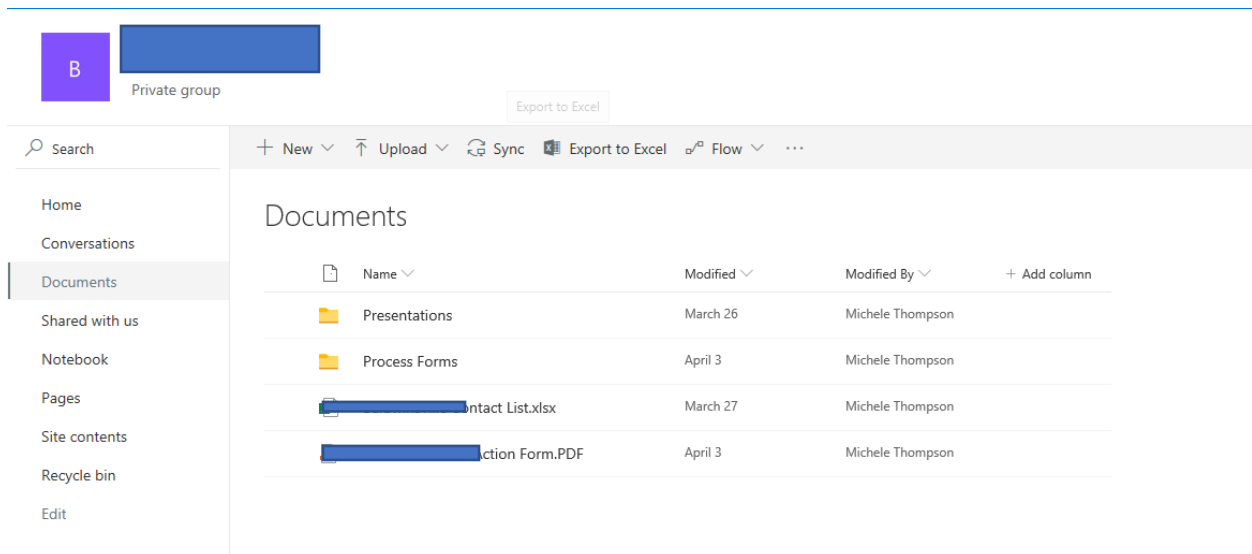 B
Private group
Export to Excel
Search
New Upload Sync Export to Excel Flow ...
Home
Conversations
Documents
Shared with us
Notebook
Pages
Site contents
Recycle bin
Edit
Documents
Name Modified Modified By + Add column
Presentations March 26 Michele Thompson
Process Forms April 3 Michele Thompson
List.xlsx March 27 Michele Thompson
Form.PDF April 3 Michele Thompson